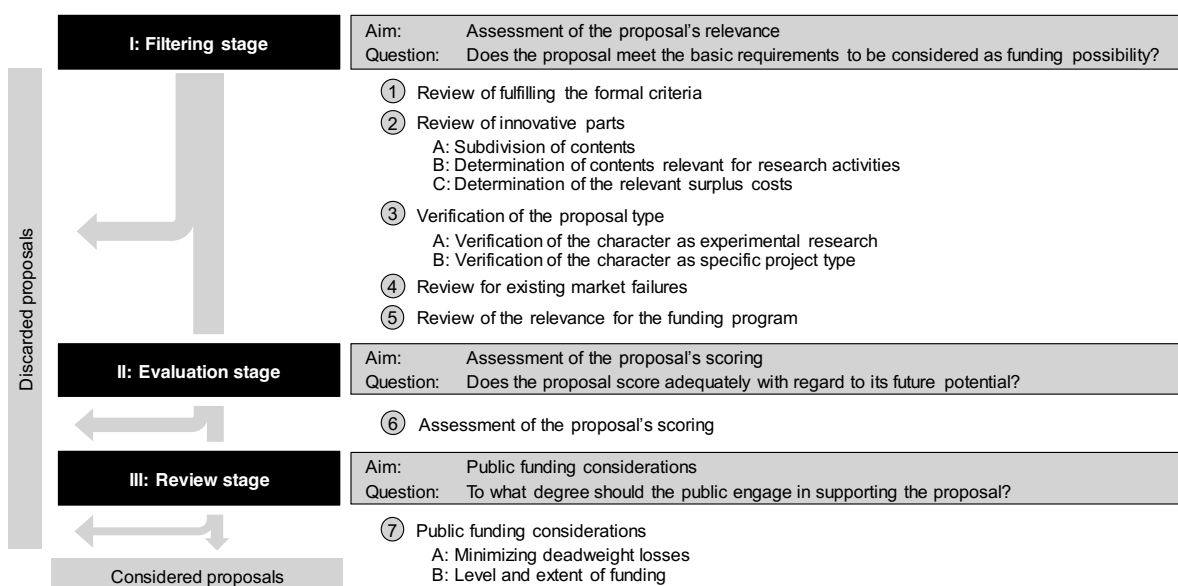 I: Filtering stage
Aim: Assessment of the proposal's relevance
Question: Does the proposal meet the basic requirements to be considered as funding possibility?
1 Review of fulfilling the formal criteria
2 Review of innovative parts
A: Subdivision of contents
B: Determination of contents relevant for research activities
C: Determination of the relevant surplus costs
3 Verification of the proposal type
A: Verification of the character as experimental research
B: Verification of the character as specific project type
4 Review for existing market failures
5 Review of the relevance for the funding program
Discarded proposals
II: Evaluation stage
Aim: Assessment of the proposal's scoring
Question: Does the proposal score adequately with regard to its future potential?
6 Assessment of the proposal's scoring
III: Review stage
Aim: Public funding considerations
Question: To what degree should the public engage in supporting the proposal?
7 Public funding considerations
A: Minimizing deadweight losses
B: Level and extent of funding
Considered proposals